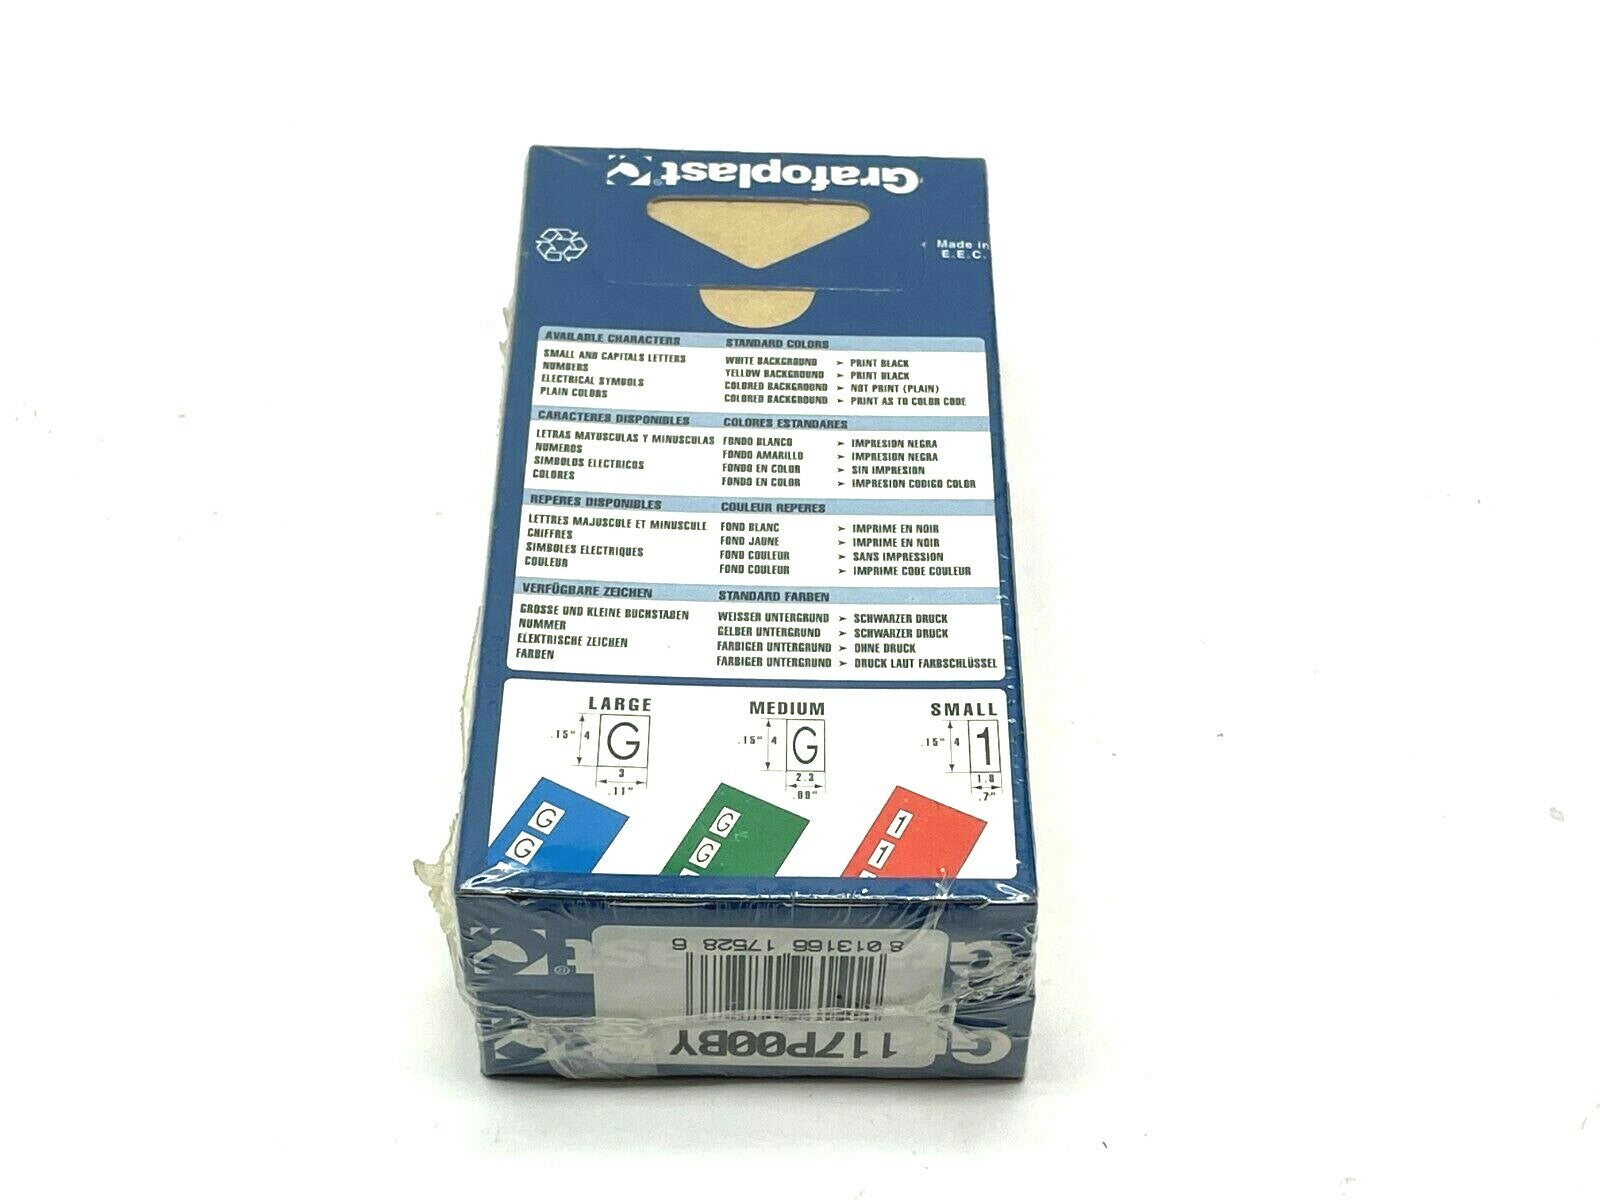 Grafoplast®
Made in
E.E.C.
AVAILABLE CHARACTERS
SMALL AND CAPITALS LETTERS
NUMBERS
ELECTRICAL SYMBOLS
PLAIN COLORS
STANDARD COLORS
WHITE BACKGROUND ➤ PRINT BLACK
YELLOW BACKGROUND ➤ PRINT BLACK
COLORED BACKGROUND ➤ NOT PRINT (PLAIN)
COLORED BACKGROUND ➤ PRINT AS TO COLOR CODE
CARACTERES DISPONIBLES
LETRAS MAYUSCULAS Y MINUSCULAS
NUMEROS
SIMBOLOS ELECTRICOS
COLORES
COLORES ESTANDARES
FONDO BLANCO ➤ IMPRESION NEGRA
FONDO AMARILLO ➤ IMPRESION NEGRA
FONDO EN COLOR ➤ SIN IMPRESION
FONDO EN COLOR ➤ IMPRESION CODIGO COLOR
REPERES DISPONIBLES
LETTRES MAJUSCULE ET MINUSCULE
CHIFFRES
SIMBOLES ELECTRIQUES
COULEUR
COULEUR REPERES
FOND BLANC ➤ IMPRIME EN NOIR
FOND JAUNE ➤ IMPRIME EN NOIR
FOND COULEUR ➤ SANS IMPRESSION
FOND COULEUR ➤ IMPRIME CODE COULEUR
VERFÜGBARE ZEICHEN
GROSSE UND KLEINE BUCHSTABEN
NUMMER
ELEKTRISCHE ZEICHEN
FARBEN
STANDARD FARBEN
WEISSER UNTERGRUND ➤ SCHWARZER DRUCK
GELBER UNTERGRUND ➤ SCHWARZER DRUCK
FARBIGER UNTERGRUND ➤ OHNE DRUCK
FARBIGER UNTERGRUND ➤ DRUCK LAUT FARBSCHLÜSSEL
LARGE
.15" 4 G
3
.11"
G
G
MEDIUM
.15" 4 G
2.3
.09"
G
G
SMALL
.15" 4 1
1.8
.7"
1
1
8 013166 17528 6
117P00BY